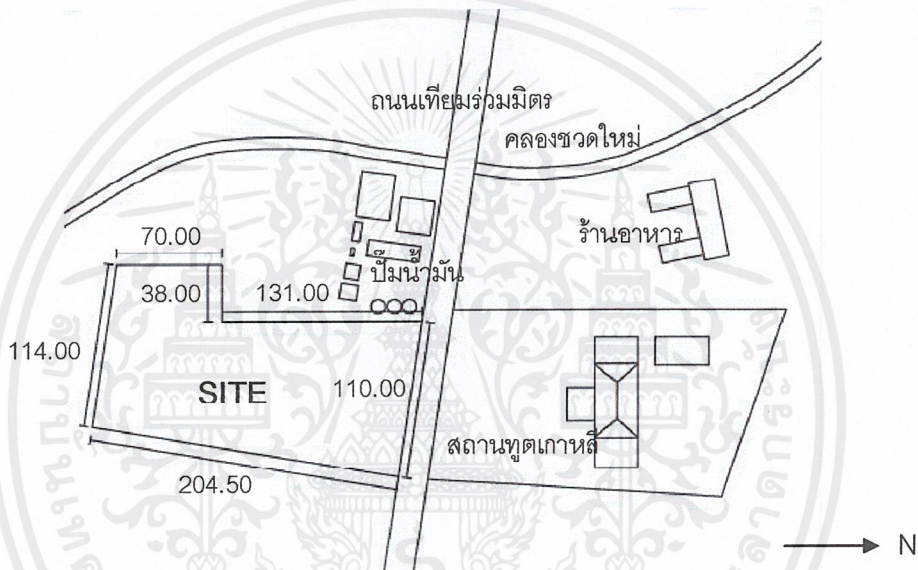 ถนนเทียมร่วมมิตร
คลองชวดใหม่
70.00
ร้านอาหาร
38.00
131.00
ปั๊มน้ำมัน
114.00
SITE
110.00
สถานทูตเกาหลี
204.50
N